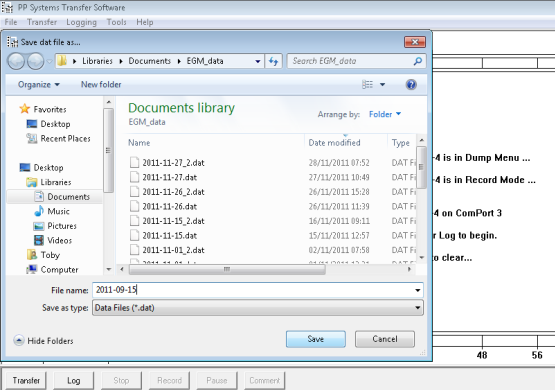 PP Systems Transfer Software
File Transfer Logging Tools Help
Save dat file as...
Libraries Documents EGM_data
Search EGM_data
Organize New folder
Favorites
Desktop
Recent Places
Desktop
Libraries
Documents
Music
Pictures
Videos
Toby
Computer
Documents library
EGM_data
Arrange by: Folder
Name Date modified Type
2011-11-27_2.dat 28/11/2011 07:52 DAT Fi
2011-11-27.dat 27/11/2011 10:49 DAT Fi
2011-11-26_2.dat 26/11/2011 15:28 DAT Fi
2011-11-26.dat 26/11/2011 11:39 DAT Fi
2011-11-15_2.dat 16/11/2011 09:11 DAT Fi
2011-11-15.dat 15/11/2011 12:57 DAT Fi
2011-11-01_2.dat 02/11/2011 07:58 DAT Fi
-4 is in Dump Menu ...
-4 is in Record Mode ...
-4 on ComPort 3
r Log to begin.
to clear...
File name: 2011-09-15
Save as type: Data Files (*.dat)
Hide Folders
Save Cancel
48 56
Transfer Log Stop Record Pause Comment